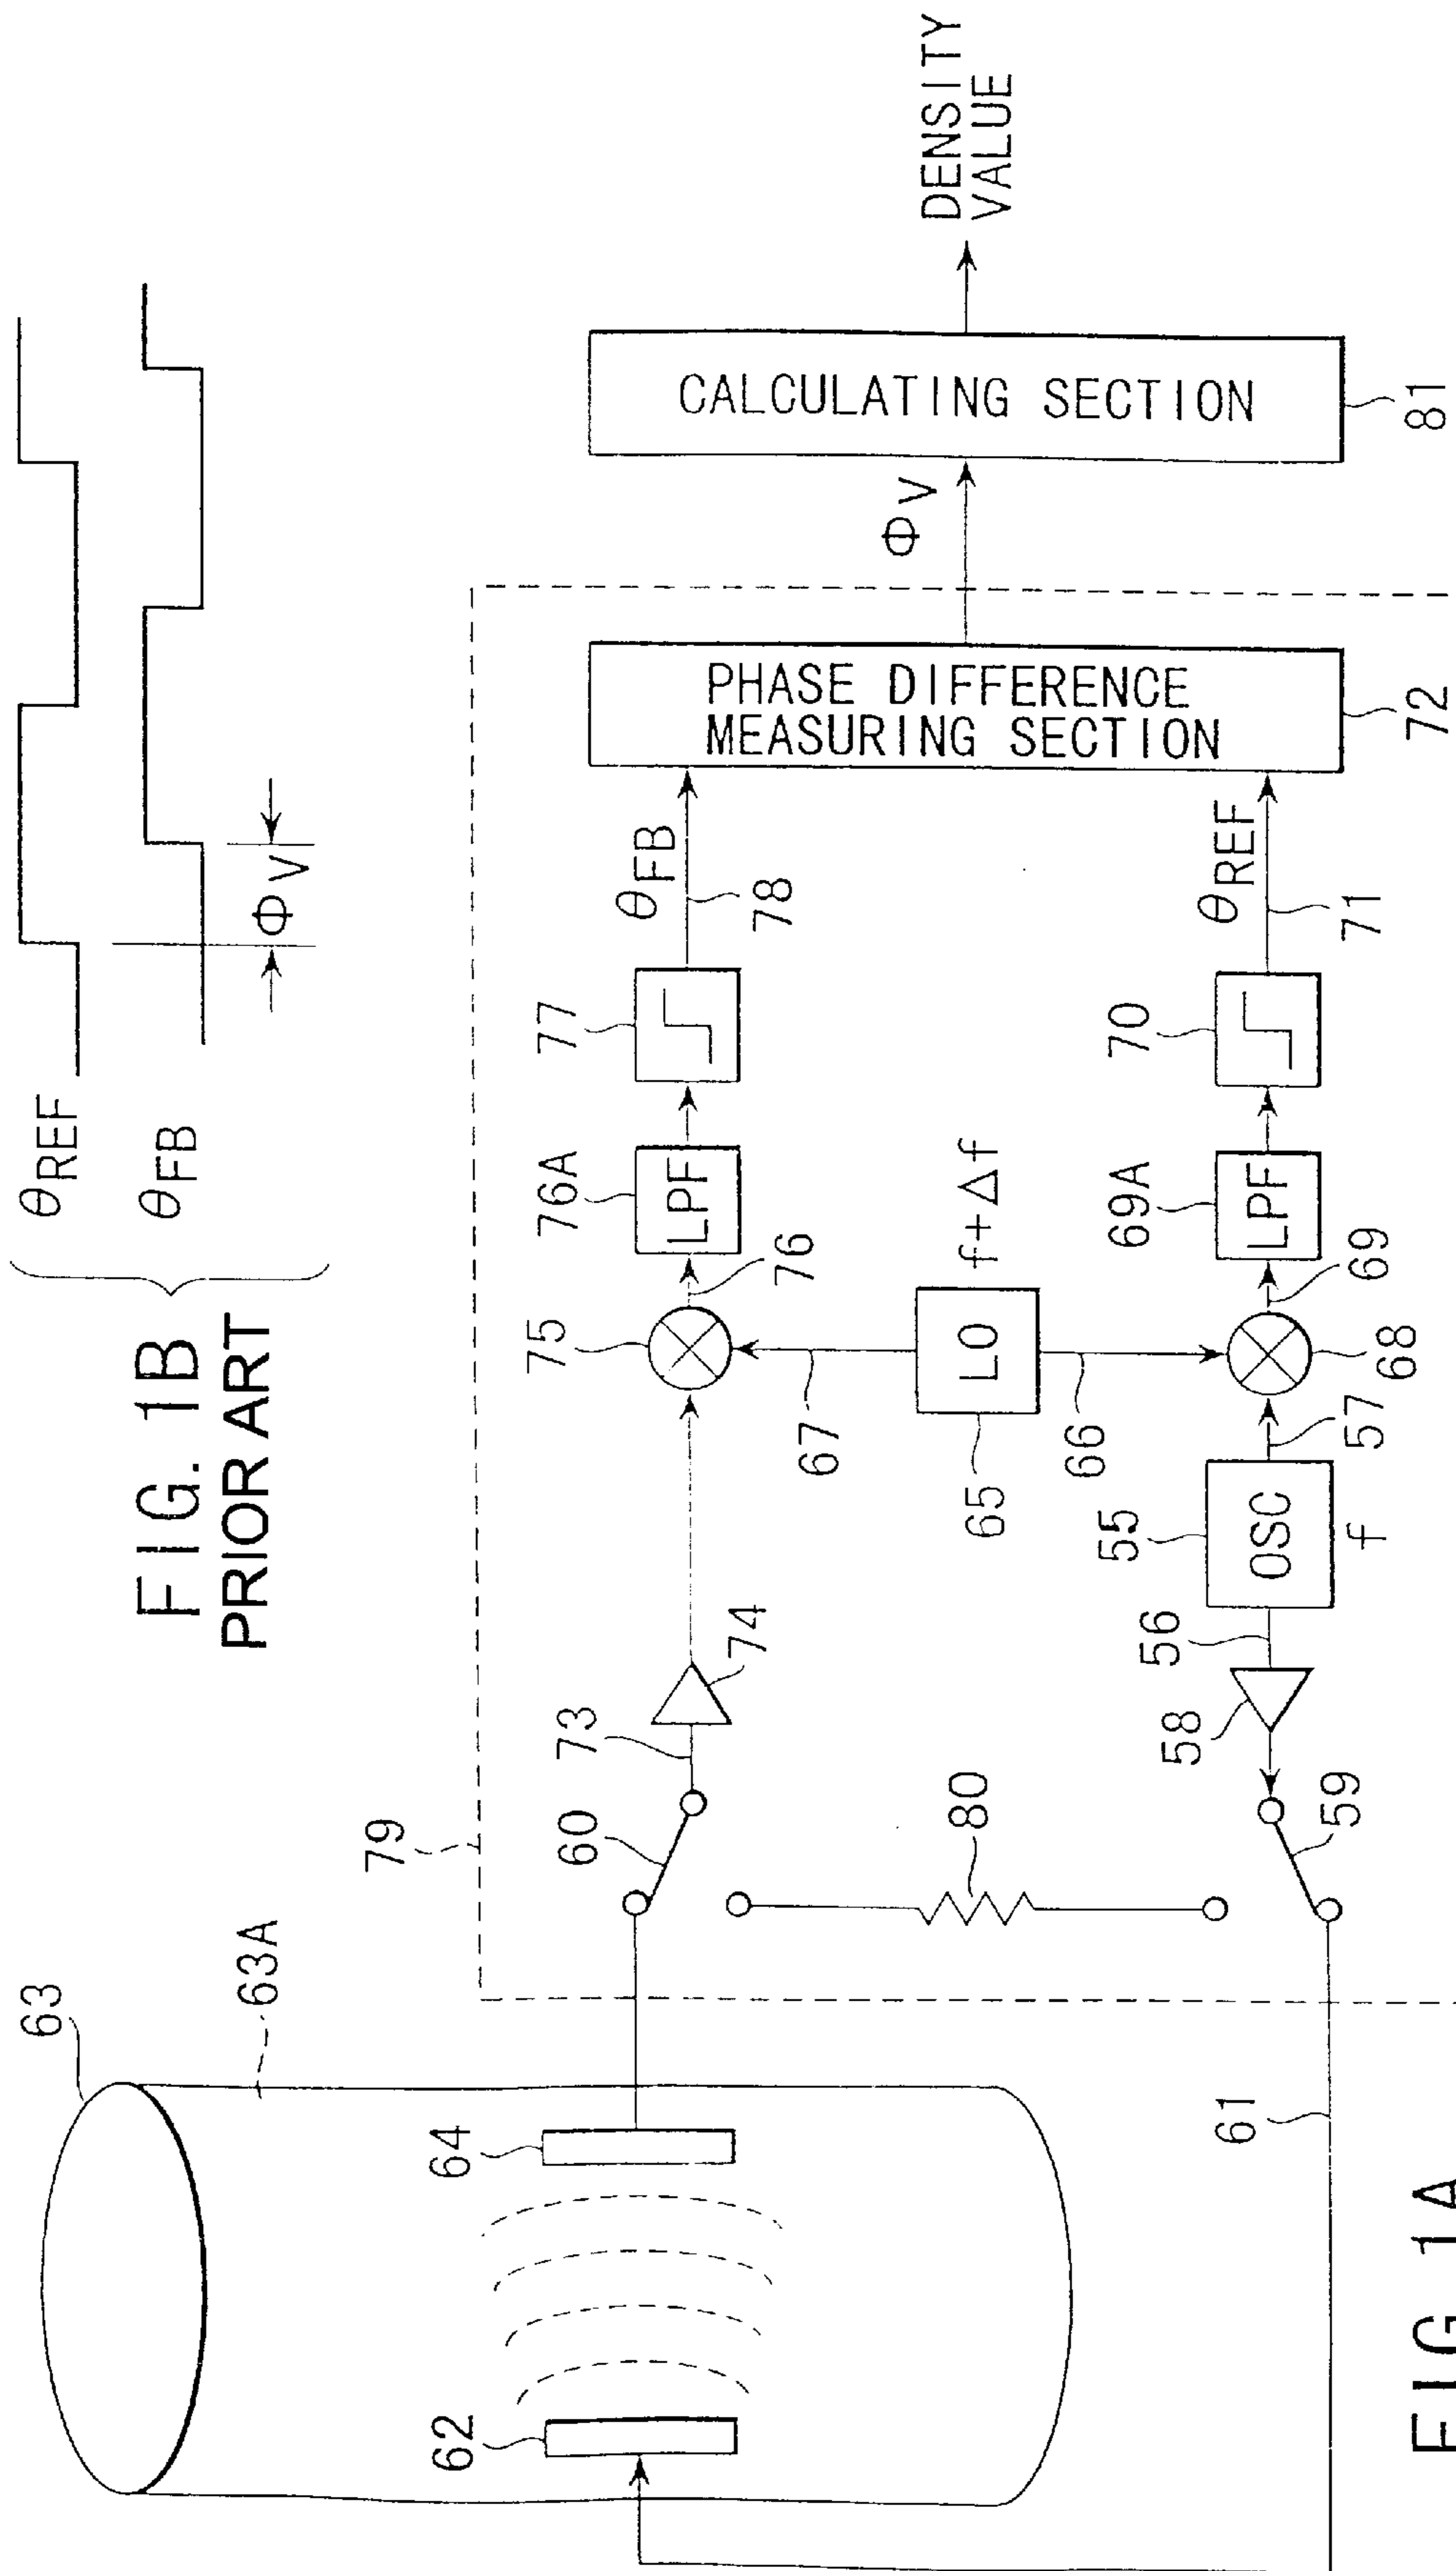 FIG. 1B
PRIOR ART
θREF
θFB
ΦV
63
63A
64
62
61
79
60
73
74
75
76
76A
LPF
77
θFB
78
67
LO
f+Δf
65
66
80
59
58
56
55
OSC
f
57
68
69
69A
LPF
70
θREF
71
PHASE DIFFERENCE
MEASURING SECTION
72
ΦV
CALCULATING SECTION
81
DENSITY
VALUE
FIG. 1A